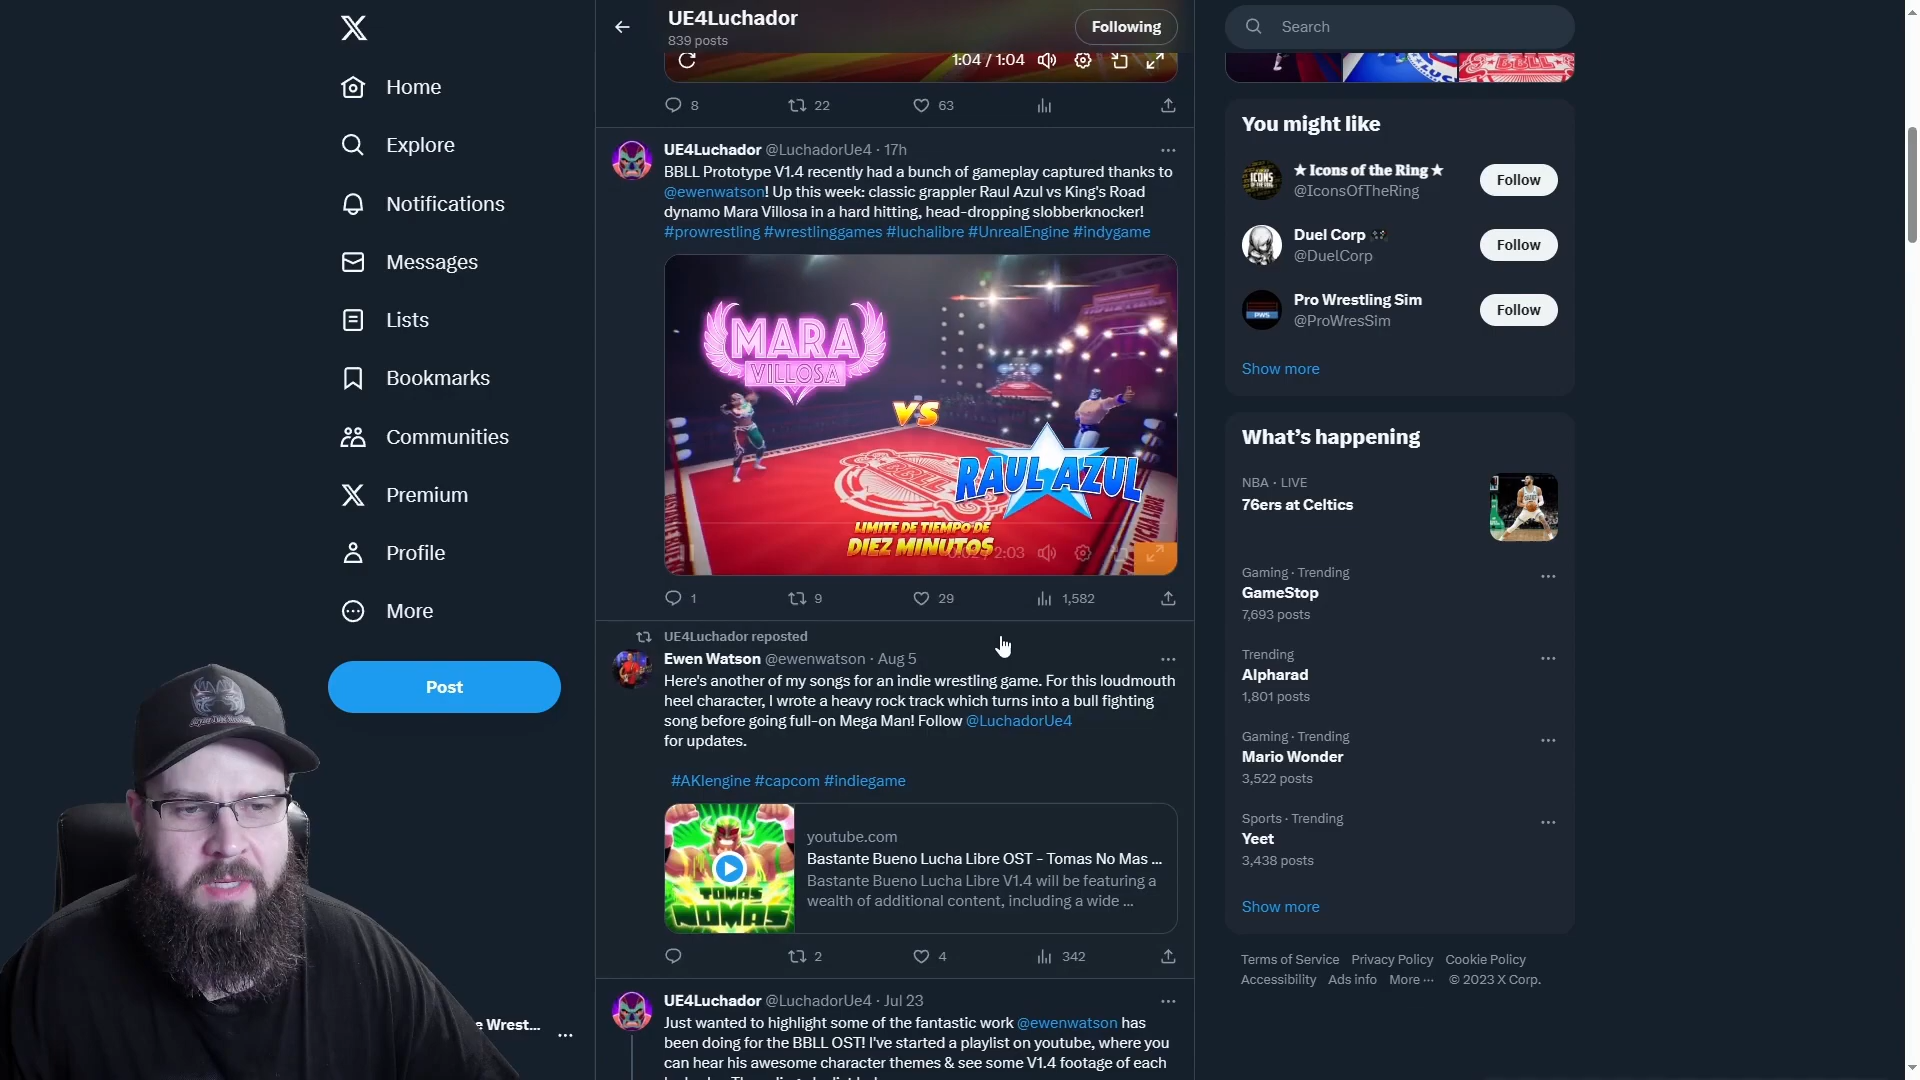 UE4Luchador
839 posts
Following
Search
1:04 / 1:04
8 22 63
Home
Explore
Notifications
Messages
Lists
Bookmarks
Communities
Premium
Profile
More
Post
e Wrest...
UE4Luchador @LuchadorUe4 · 17h
BBLL Prototype V1.4 recently had a bunch of gameplay captured thanks to
@ewenwatson! Up this week: classic grappler Raul Azul vs King's Road
dynamo Mara Villosa in a hard hitting, head-dropping slobberknocker!
#prowrestling #wrestlinggames #luchalibre #UnrealEngine #indygame
MARA
VILLOSA
VS
RAUL AZUL
BBLL
LIMITE DE TIEMPO DE
DIEZ MINUTOS
0:02 / 2:03
1 9 29 1,582
UE4Luchador reposted
Ewen Watson @ewenwatson · Aug 5
Here's another of my songs for an indie wrestling game. For this loudmouth
heel character, I wrote a heavy rock track which turns into a bull fighting
song before going full-on Mega Man! Follow @LuchadorUe4
for updates.
#AKIengine #capcom #indiegame
TOMAS
NOMAS
youtube.com
Bastante Bueno Lucha Libre OST - Tomas No Mas ...
Bastante Bueno Lucha Libre V1.4 will be featuring a
wealth of additional content, including a wide ...
2 4 342
UE4Luchador @LuchadorUe4 · Jul 23
Just wanted to highlight some of the fantastic work @ewenwatson has
been doing for the BBLL OST! I've started a playlist on youtube, where you
can hear his awesome character themes & see some V1.4 footage of each
You might like
★ Icons of the Ring ★
@IconsOfTheRing
Follow
Duel Corp
@DuelCorp
Follow
Pro Wrestling Sim
@ProWresSim
Follow
PWS
Show more
What's happening
NBA · LIVE
76ers at Celtics
Gaming · Trending
GameStop
7,693 posts
Trending
Alpharad
1,801 posts
Gaming · Trending
Mario Wonder
3,522 posts
Sports · Trending
Yeet
3,438 posts
Show more
Terms of Service Privacy Policy Cookie Policy
Accessibility Ads info More ··· © 2023 X Corp.